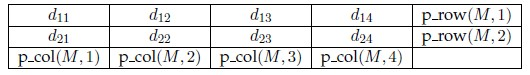 d11 d12 d13 d14 p_row(M, 1)
d21 d22 d23 d24 p_row(M, 2)
p_col(M, 1) p_col(M, 2) p_col(M, 3) p_col(M, 4)